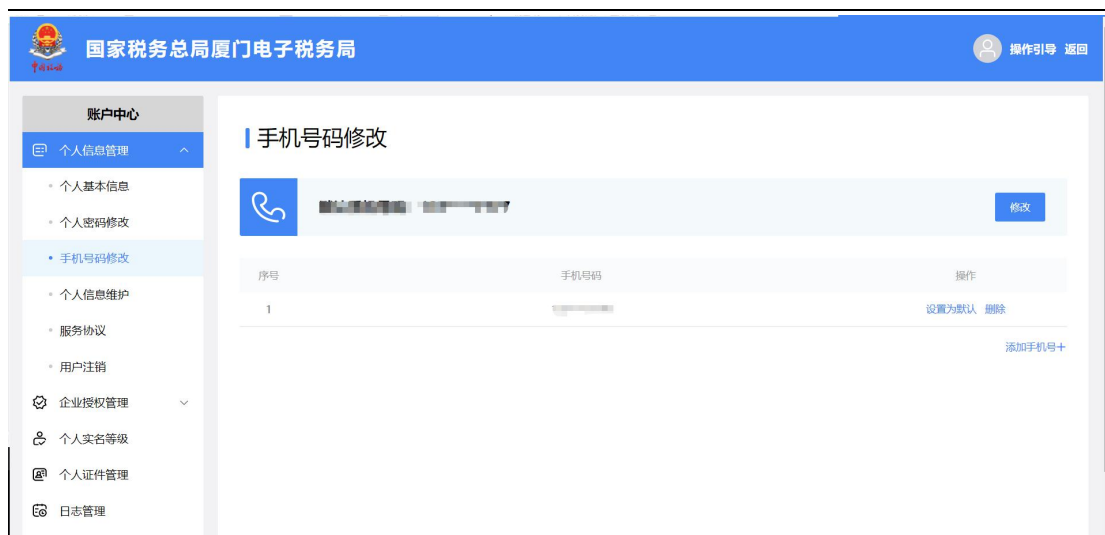 国家税务总局厦门电子税务局
操作引导 返回
账户中心
个人信息管理
个人基本信息
个人密码修改
手机号码修改
个人信息维护
服务协议
用户注销
企业授权管理
个人实名等级
个人证件管理
日志管理
手机号码修改
修改
序号 手机号码 操作
1 设置为默认 删除
添加手机号+